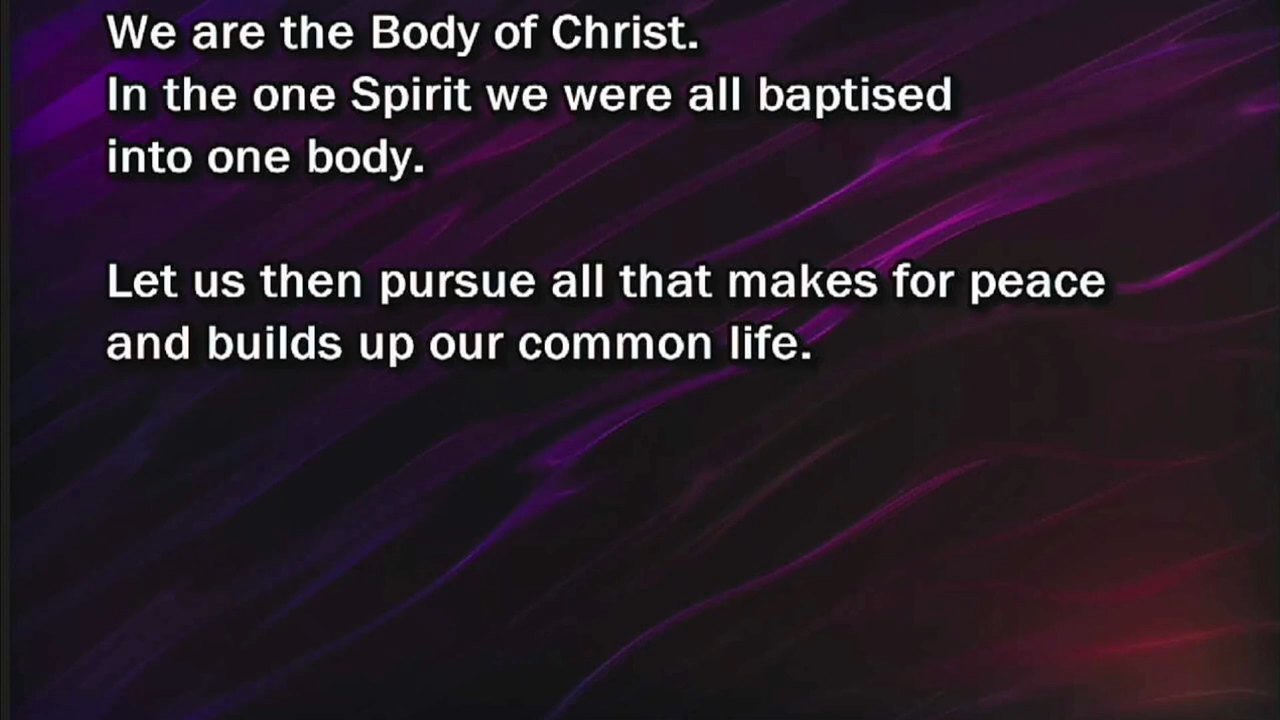 We are the Body of Christ.
In the one Spirit we were all baptised
into one body.
Let us then pursue all that makes for peace
and builds up our common life.